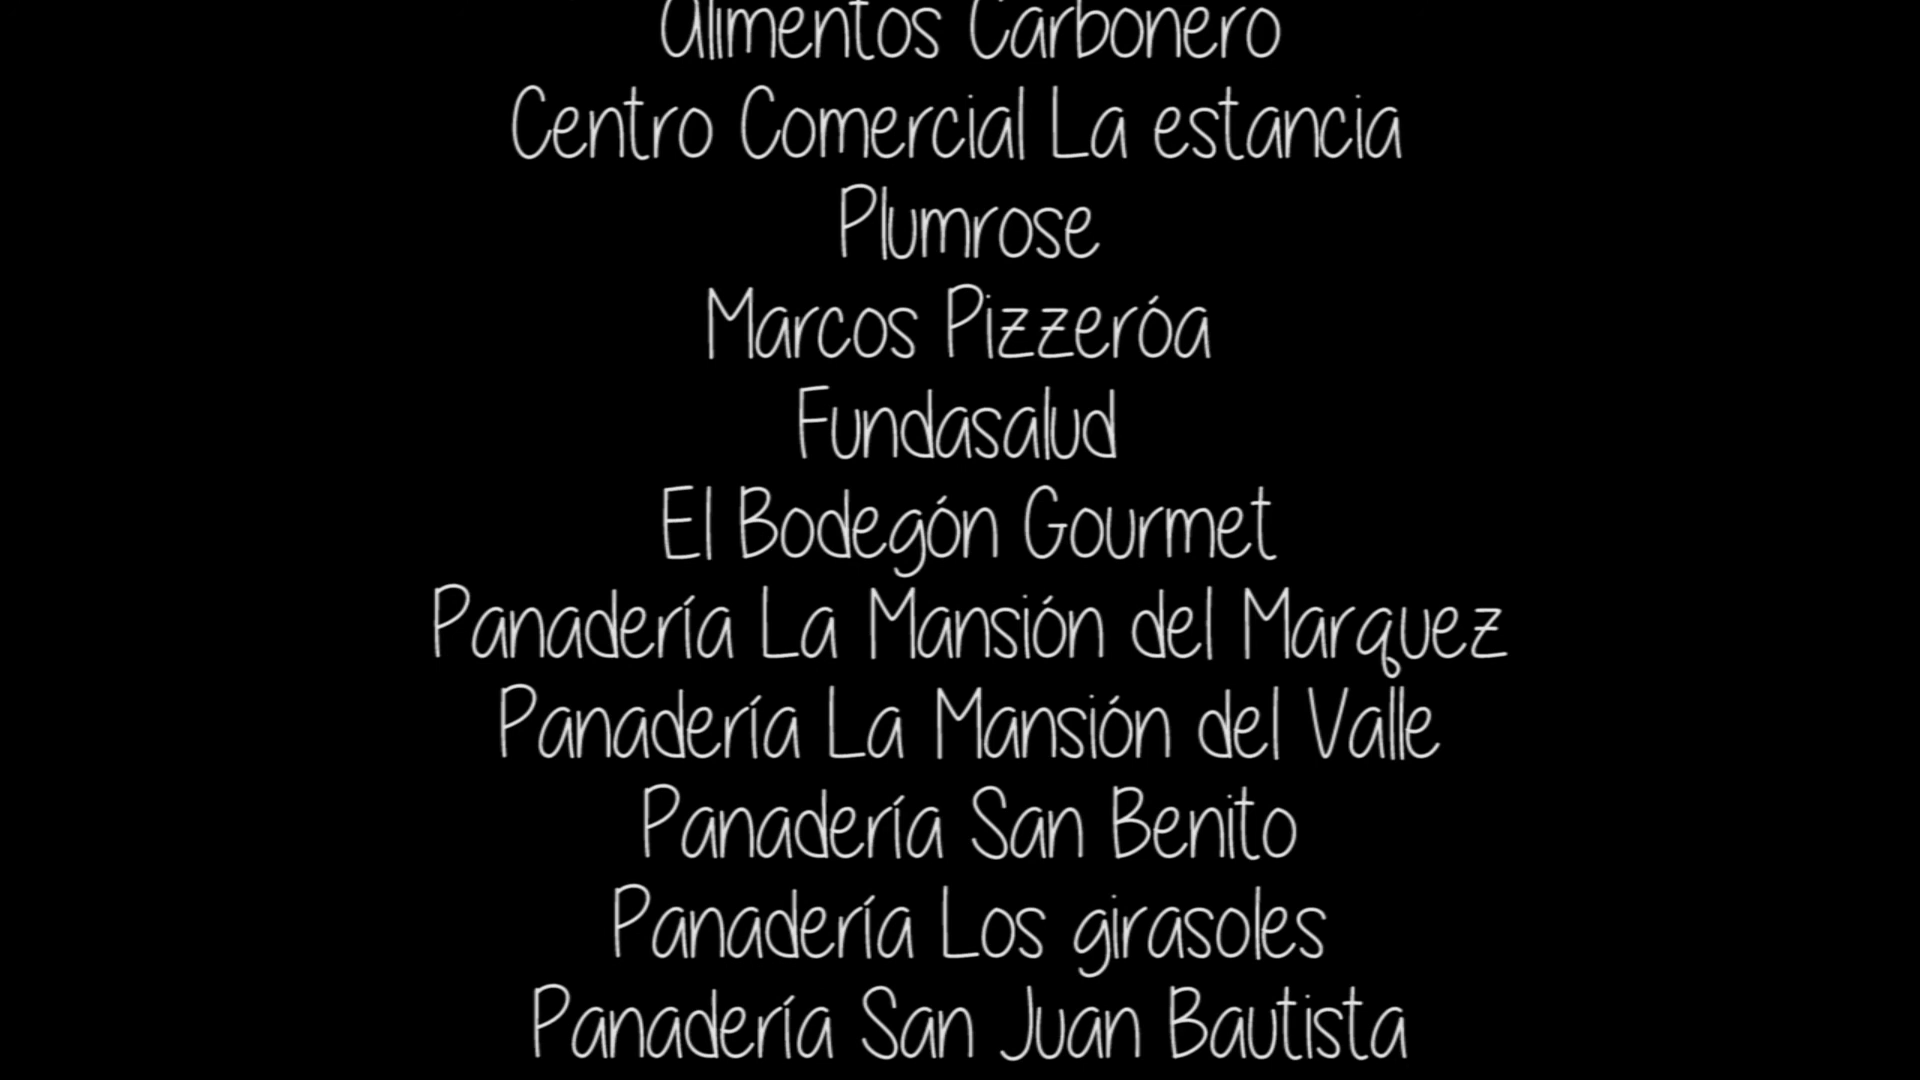 Alimentos Carbonero
Centro Comercial La estancia
Plumrose
Marcos Pizzeróa
Fundasalud
El Bodegón Gourmet
Panadería La Mansión del Marquez
Panadería La Mansión del Valle
Panadería San Benito
Panadería Los girasoles
Panadería San Juan Bautista